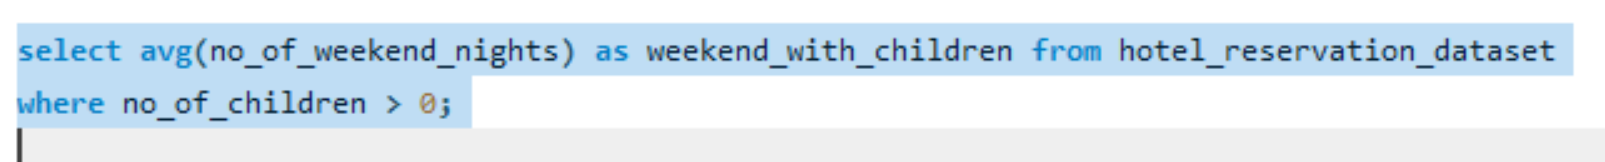 select avg(no_of_weekend_nights) as weekend_with_children from hotel_reservation_dataset
where no_of_children > 0;